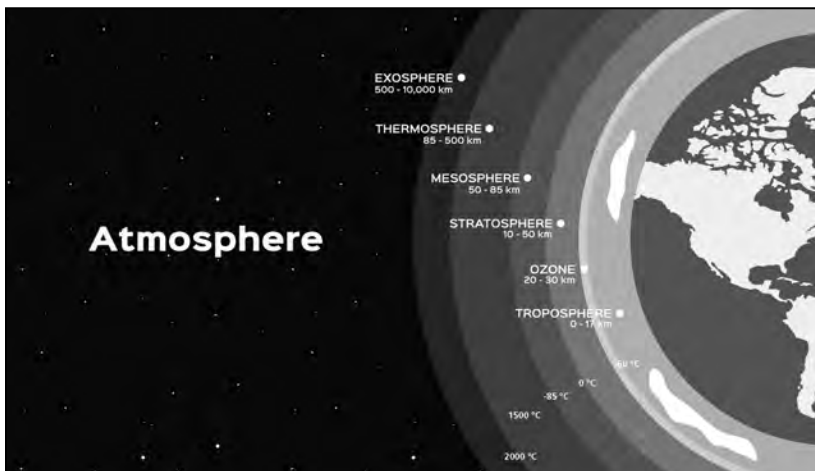 EXOSPHERE
500 - 10,000 km
THERMOSPHERE
85 - 500 km
MESOSPHERE
50 - 85 km
STRATOSPHERE
10 - 50 km
Atmosphere
OZONE
20 - 30 km
TROPOSPHERE
0 - 17 km
-60 °C
0 °C
-85 °C
1500 °C
2000 °C